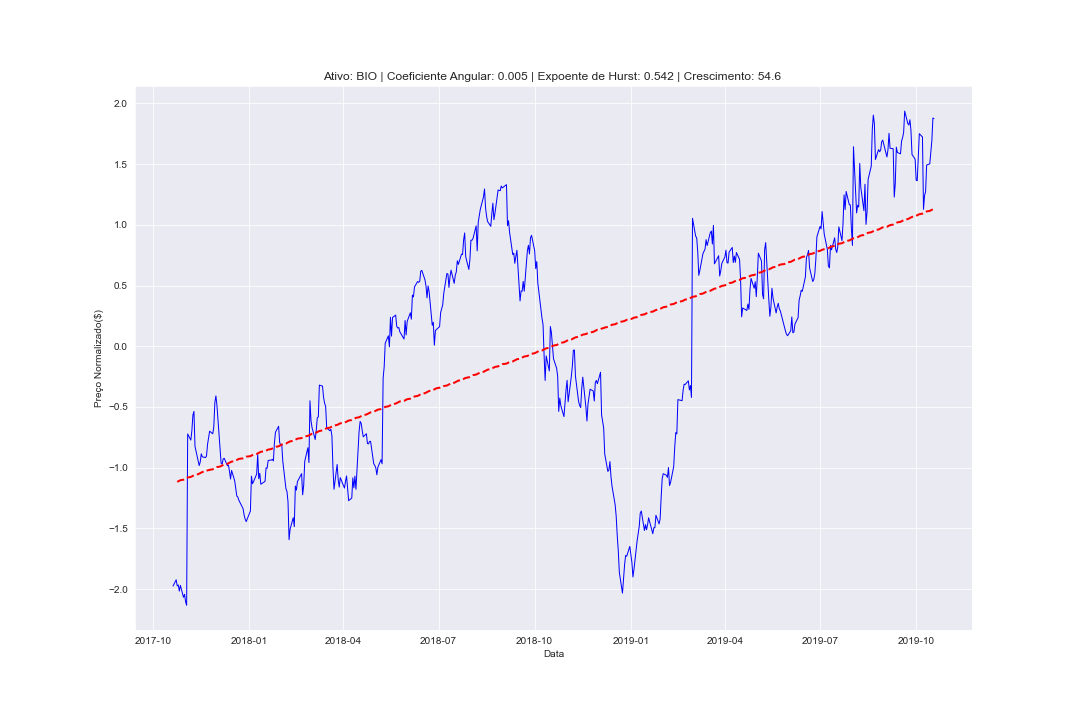 Ativo: BIO | Coeficiente Angular: 0.005 | Expoente de Hurst: 0.542 | Crescimento: 54.6
Preço Normalizado($)
2.0
1.5
1.0
0.5
0.0
−0.5
−1.0
−1.5
−2.0
2017-10 2018-01 2018-04 2018-07 2018-10 2019-01 2019-04 2019-07 2019-10
Data